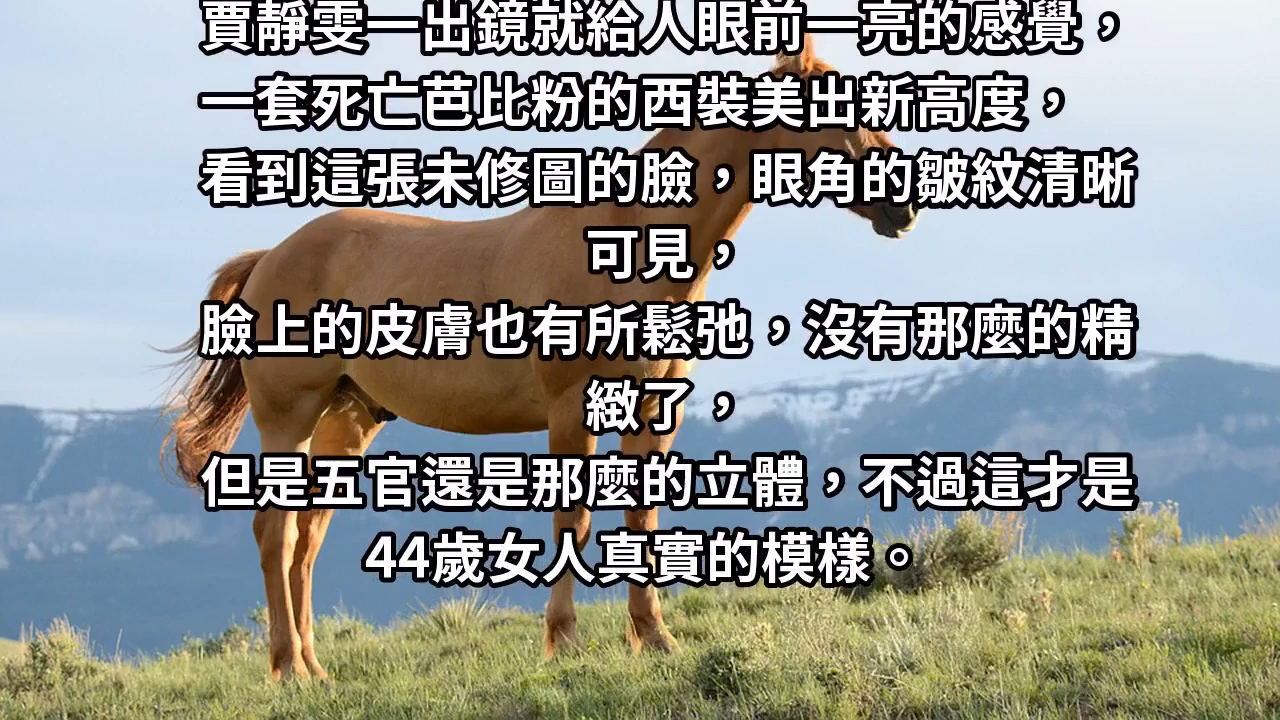 賈靜雯一出鏡就給人眼前一亮的感覺，
一套死亡芭比粉的西裝美出新高度，
看到這張未修圖的臉，眼角的皺紋清晰
可見，
臉上的皮膚也有所鬆弛，沒有那麼的精
緻了，
但是五官還是那麼的立體，不過這才是
44歲女人真實的模樣。